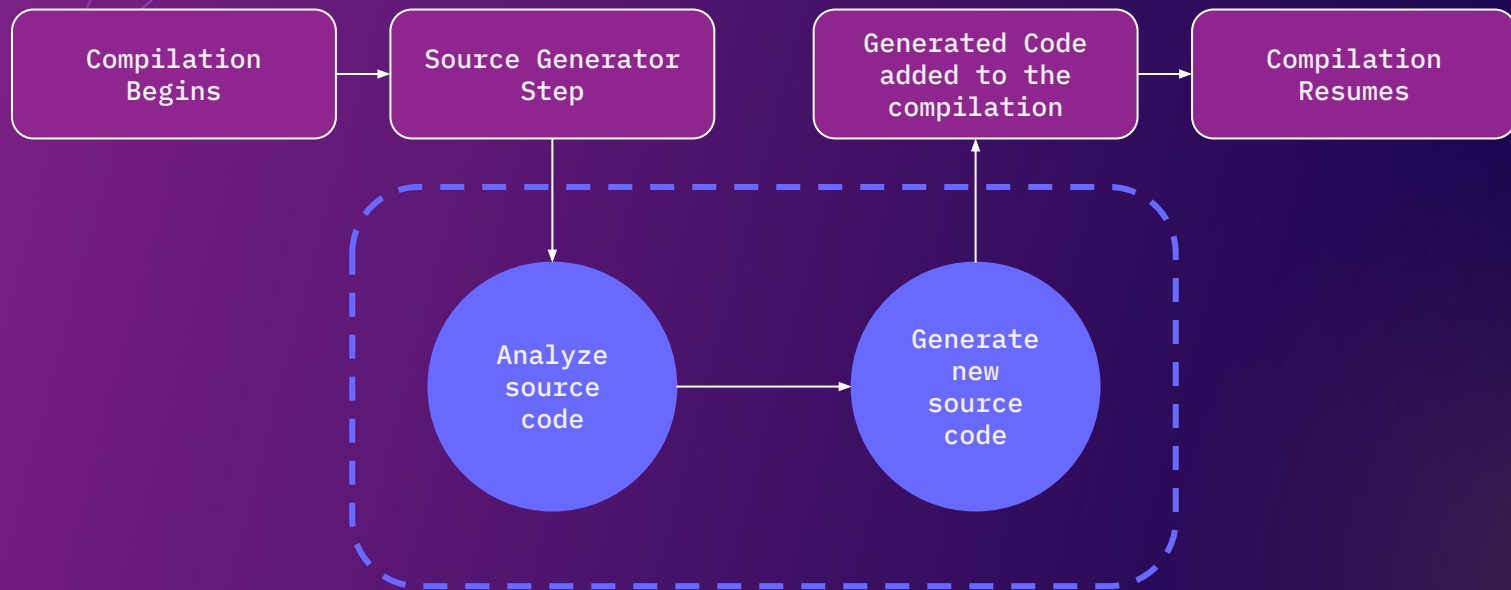 Compilation
Begins
Source Generator
Step
Generated Code
added to the
compilation
Compilation
Resumes
Analyze
source
code
Generate
new
source
code